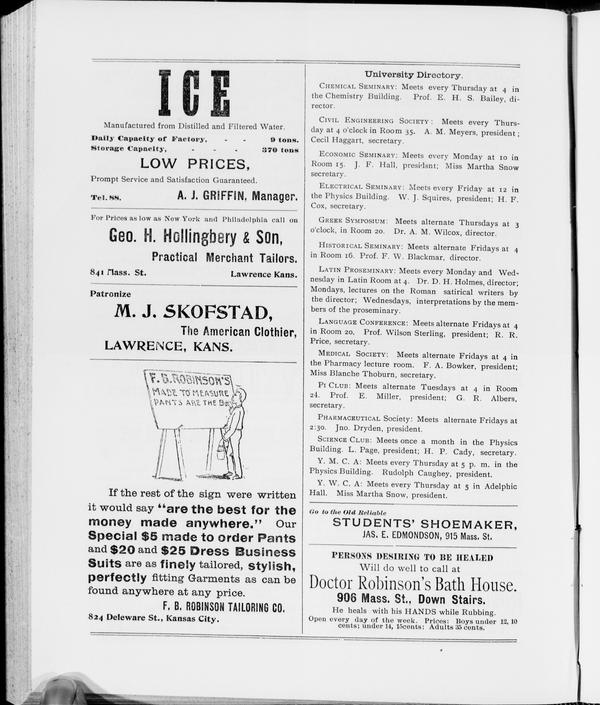 ICE
Manufactured from Distilled and Filtered Water.
Daily Capacity of Factory, - - 9 tons.
Storage Capacity, - - - 370 tons
LOW PRICES,
Prompt Service and Satisfaction Guaranteed.
Tel. 88. A. J. GRIFFIN, Manager.
For Prices as low as New York and Philadelphia call on
Geo. H. Hollingbery & Son,
Practical Merchant Tailors.
841 Mass. St. Lawrence Kans.
Patronize
M. J. SKOFSTAD,
The American Clothier,
LAWRENCE, KANS.
F. B. ROBINSON'S
MADE TO MEASURE
PANTS ARE THE BE
If the rest of the sign were written
it would say "are the best for the
money made anywhere." Our
Special $5 made to order Pants
and $20 and $25 Dress Business
Suits are as finely tailored, stylish,
perfectly fitting Garments as can be
found anywhere at any price.
F. B. ROBINSON TAILORING CO.
824 Deleware St., Kansas City.
University Directory.
CHEMICAL SEMINARY: Meets every Thursday at 4 in
the Chemistry Building. Prof. E. H. S. Bailey, di-
rector.
CIVIL ENGINEERING SOCIETY: Meets every Thurs-
day at 4 o'clock in Room 35. A. M. Meyers, president;
Cecil Haggart, secretary.
ECONOMIC SEMINARY: Meets every Monday at 10 in
Room 15. J. F. Hall, president; Miss Martha Snow
secretary.
ELECTRICAL SEMINARY: Meets every Friday at 12 in
the Physics Building. W. J. Squires, president; H. F.
Cox, secretary.
GREEK SYMPOSIUM: Meets alternate Thursdays at 3
o'clock, in Room 20. Dr. A. M. Wilcox, director.
HISTORICAL SEMINARY: Meets alternate Fridays at 4
in Room 16. Prof. F. W. Blackmar, director.
LATIN PROSEMINARY: Meets every Monday and Wed-
nesday in Latin Room at 4. Dr. D. H. Holmes, director;
Mondays, lectures on the Roman satirical writers by
the director; Wednesdays, interpretations by the mem-
bers of the proseminary.
LANGUAGE CONFERENCE: Meets alternate Fridays at 4
in Room 20. Prof. Wilson Sterling, president; R. R.
Price, secretary.
MEDICAL SOCIETY: Meets alternate Fridays at 4 in
the Pharmacy lecture room. F. A. Bowker, president;
Miss Blanche Thoburn, secretary.
PI CLUB: Meets alternate Tuesdays at 4 in Room
24. Prof. E. Miller, president; G. R. Albers,
secretary.
PHARMACEUTICAL SOCIETY: Meets alternate Fridays at
2:30. Jno. Dryden, president.
SCIENCE CLUB: Meets once a month in the Physics
Building. L. Page, president; H. P. Cady, secretary.
Y. M. C. A: Meets every Thursday at 5 p. m. in the
Physics Building. Rudolph Caughey, president.
Y. W. C. A: Meets every Thursday at 5 in Adelphic
Hall. Miss Martha Snow, president.
Go to the Old Reliable
STUDENTS' SHOEMAKER,
JAS. E. EDMONDSON, 915 Mass. St.
PERSONS DESIRING TO BE HEALED
Will do well to call at
Doctor Robinson's Bath House.
906 Mass. St., Down Stairs.
He heals with his HANDS while Rubbing.
Open every day of the week. Prices: Boys under 12, 10
cents; under 14, 15cents: Adults 35 cents.